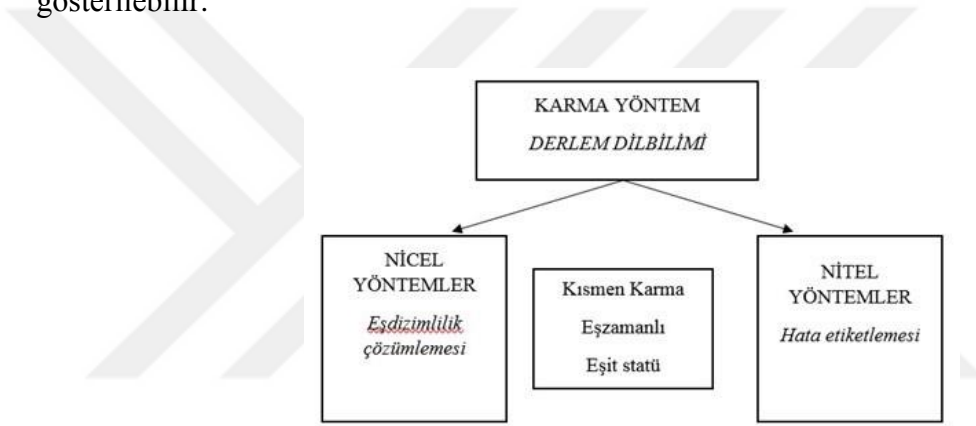 gösterilebilir:
KARMA YÖNTEM
DERLEM DİLBİLİMİ
NİCEL
YÖNTEMLER
Eşdizimlilik
çözümlemesi
Kısmen Karma
Eşzamanlı
Eşit statü
NİTEL
YÖNTEMLER
Hata etiketlemesi